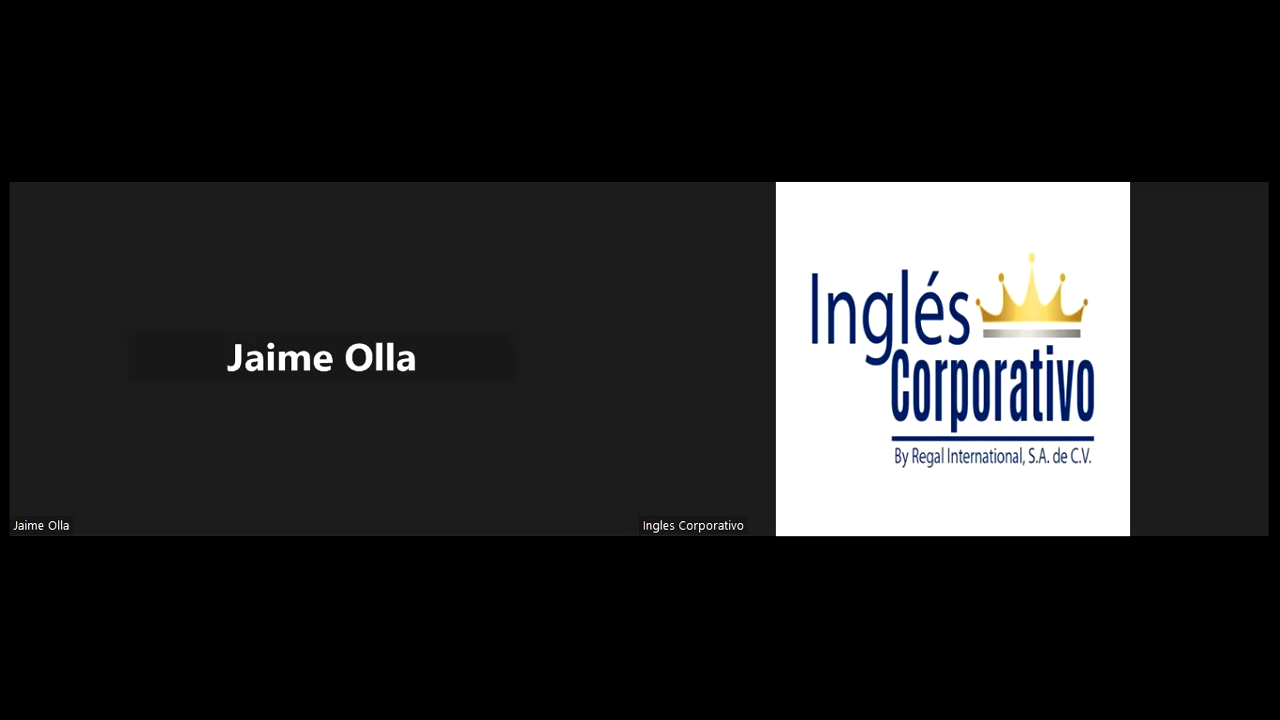 Jaime Olla
Jaime Olla
Ingles Corporativo
Inglés
Corporativo
By Regal International, S.A. de C.V.